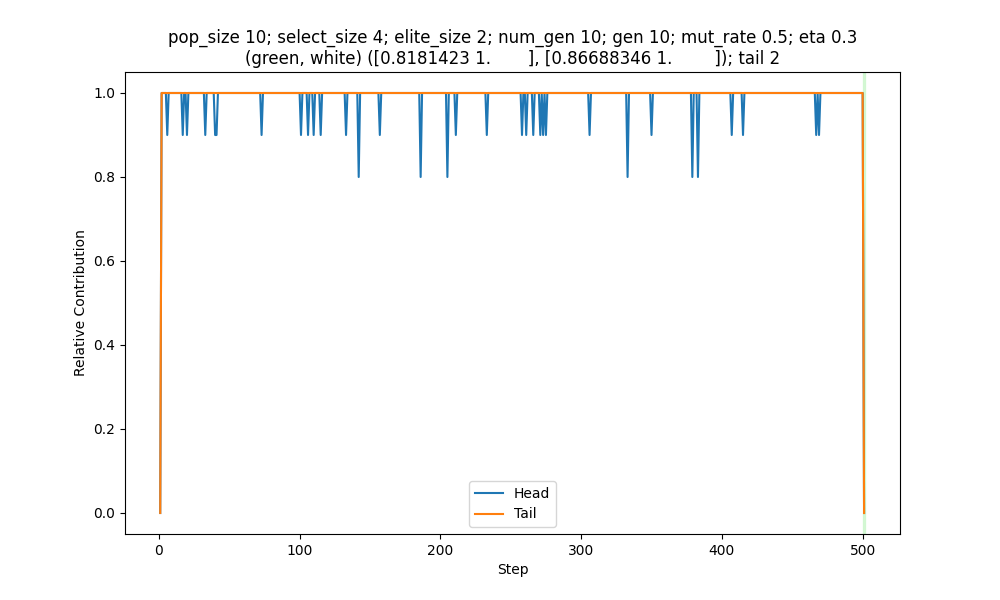 pop_size 10; select_size 4; elite_size 2; num_gen 10; gen 10; mut_rate 0.5; eta 0.3
(green, white) ([0.8181423 1. ], [0.86688346 1. ]); tail 2
1.0
0.8
0.6
0.4
0.2
0.0
Relative Contribution
Head
Tail
0 100 200 300 400 500
Step